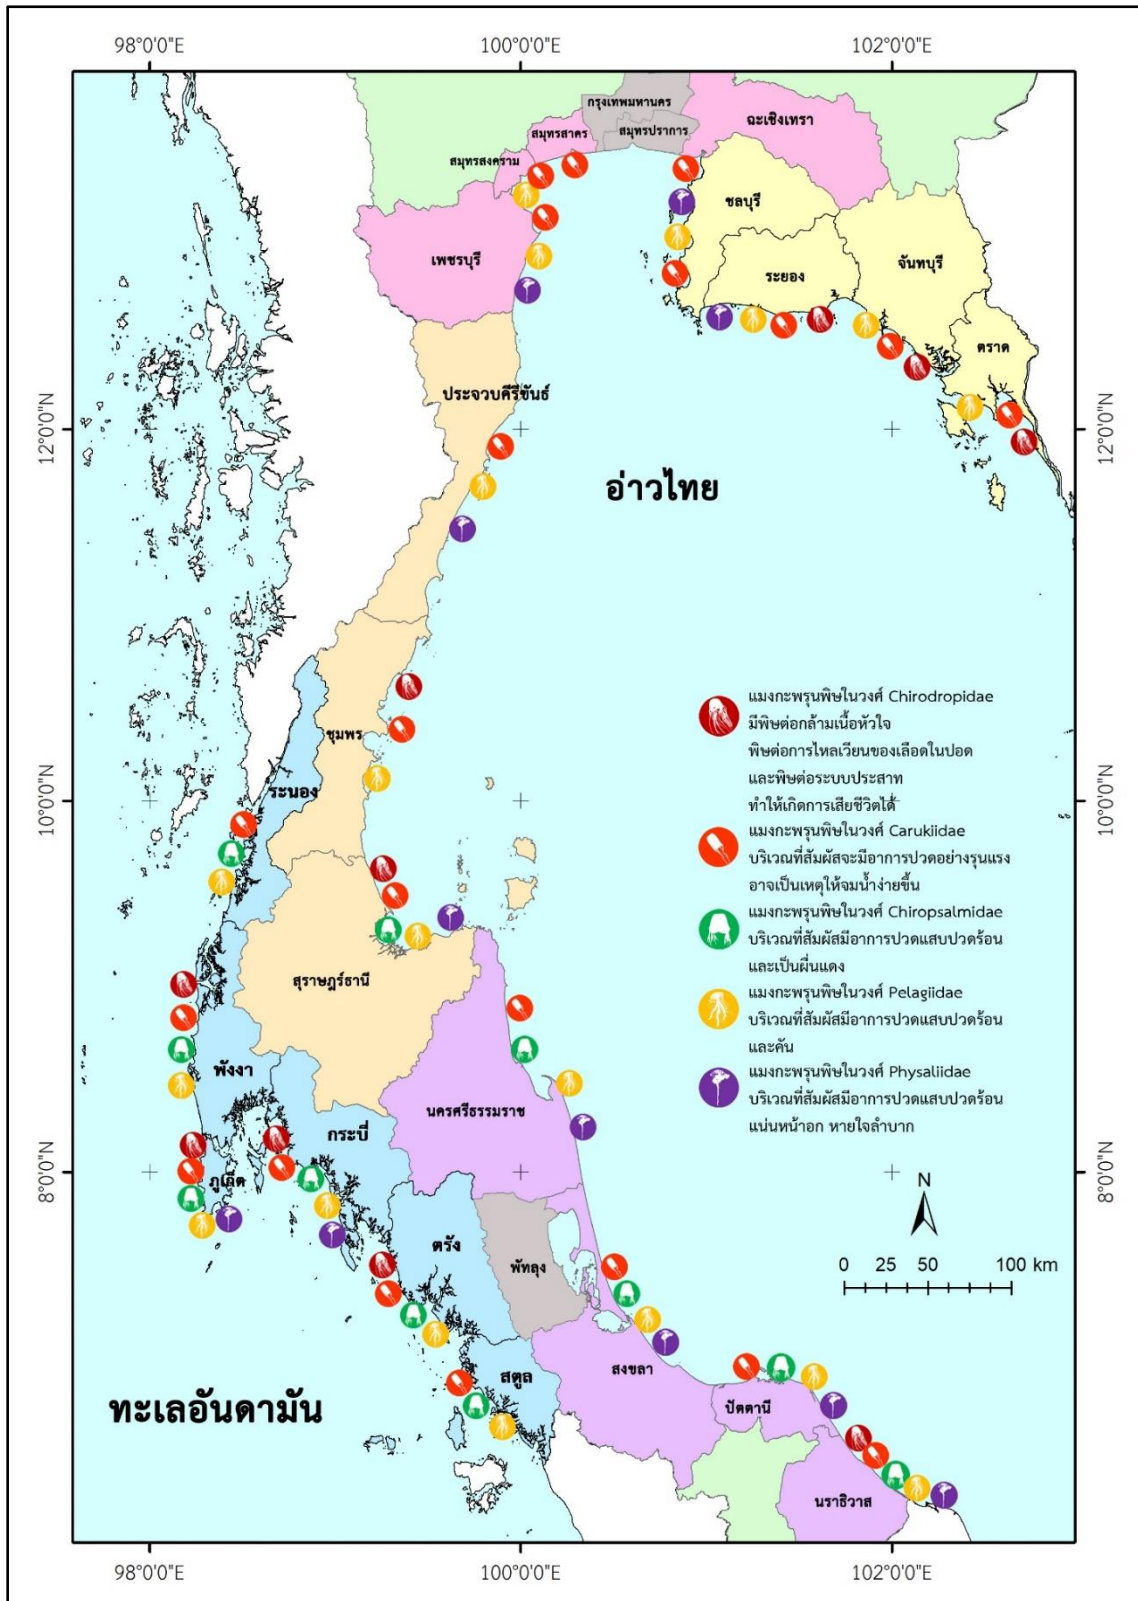 98°0'0"E
100°0'0"E
102°0'0"E
กรุงเทพมหานคร
สมุทรปราการ
ฉะเชิงเทรา
สมุทรสาคร
สมุทรสงคราม
ชลบุรี
เพชรบุรี
ระยอง
จันทบุรี
ตราด
ประจวบคีรีขันธ์
12°0'0"N
12°0'0"N
อ่าวไทย
แมงกะพรุนพิษในวงศ์ Chirodropidae
มีพิษต่อกล้ามเนื้อหัวใจ
พิษต่อการไหลเวียนของเลือดในปอด
และพิษต่อระบบประสาท
ทำให้เกิดการเสียชีวิตได้
ชุมพร
ระนอง
10°0'0"N
10°0'0"N
แมงกะพรุนพิษในวงศ์ Carukiidae
บริเวณที่สัมผัสจะมีอาการปวดอย่างรุนแรง
อาจเป็นเหตุให้จมน้ำง่ายขึ้น
แมงกะพรุนพิษในวงศ์ Chiropsalmidae
บริเวณที่สัมผัสมีอาการปวดแสบปวดร้อน
และเป็นผื่นแดง
สุราษฎร์ธานี
แมงกะพรุนพิษในวงศ์ Pelagiidae
บริเวณที่สัมผัสมีอาการปวดแสบปวดร้อน
และคัน
แมงกะพรุนพิษในวงศ์ Physaliidae
บริเวณที่สัมผัสมีอาการปวดแสบปวดร้อน
แน่นหน้าอก หายใจลำบาก
พังงา
นครศรีธรรมราช
กระบี่
ภูเก็ต
8°0'0"N
8°0'0"N
N
ตรัง
พัทลุง
0 25 50 100 km
สตูล
สงขลา
ปัตตานี
ทะเลอันดามัน
นราธิวาส
98°0'0"E
100°0'0"E
102°0'0"E